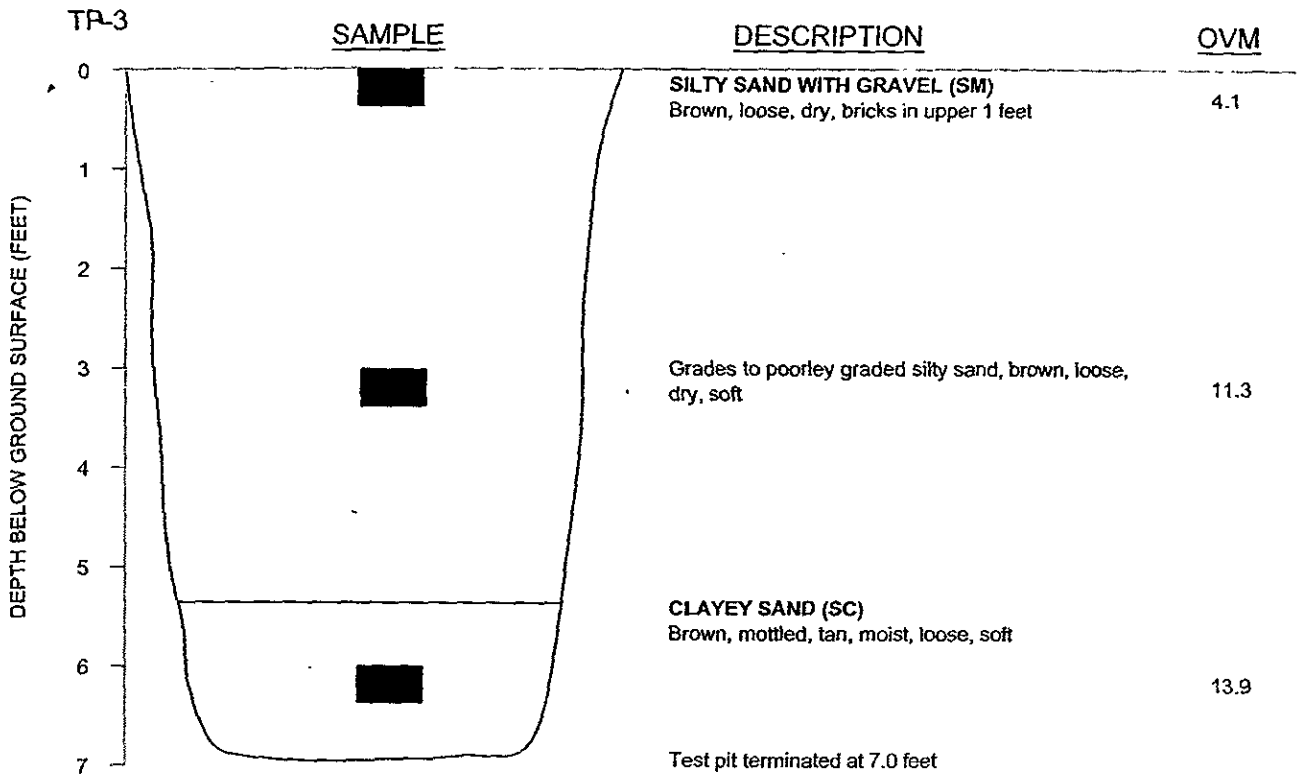 TP-3
SAMPLE DESCRIPTION OVM
0
SILTY SAND WITH GRAVEL (SM)
Brown, loose, dry, bricks in upper 1 feet
4.1
1
2
3
Grades to poorley graded silty sand, brown, loose,
dry, soft
11.3
4
5
CLAYEY SAND (SC)
Brown, mottled, tan, moist, loose, soft
6
13.9
7
Test pit terminated at 7.0 feet
DEPTH BELOW GROUND SURFACE (FEET)